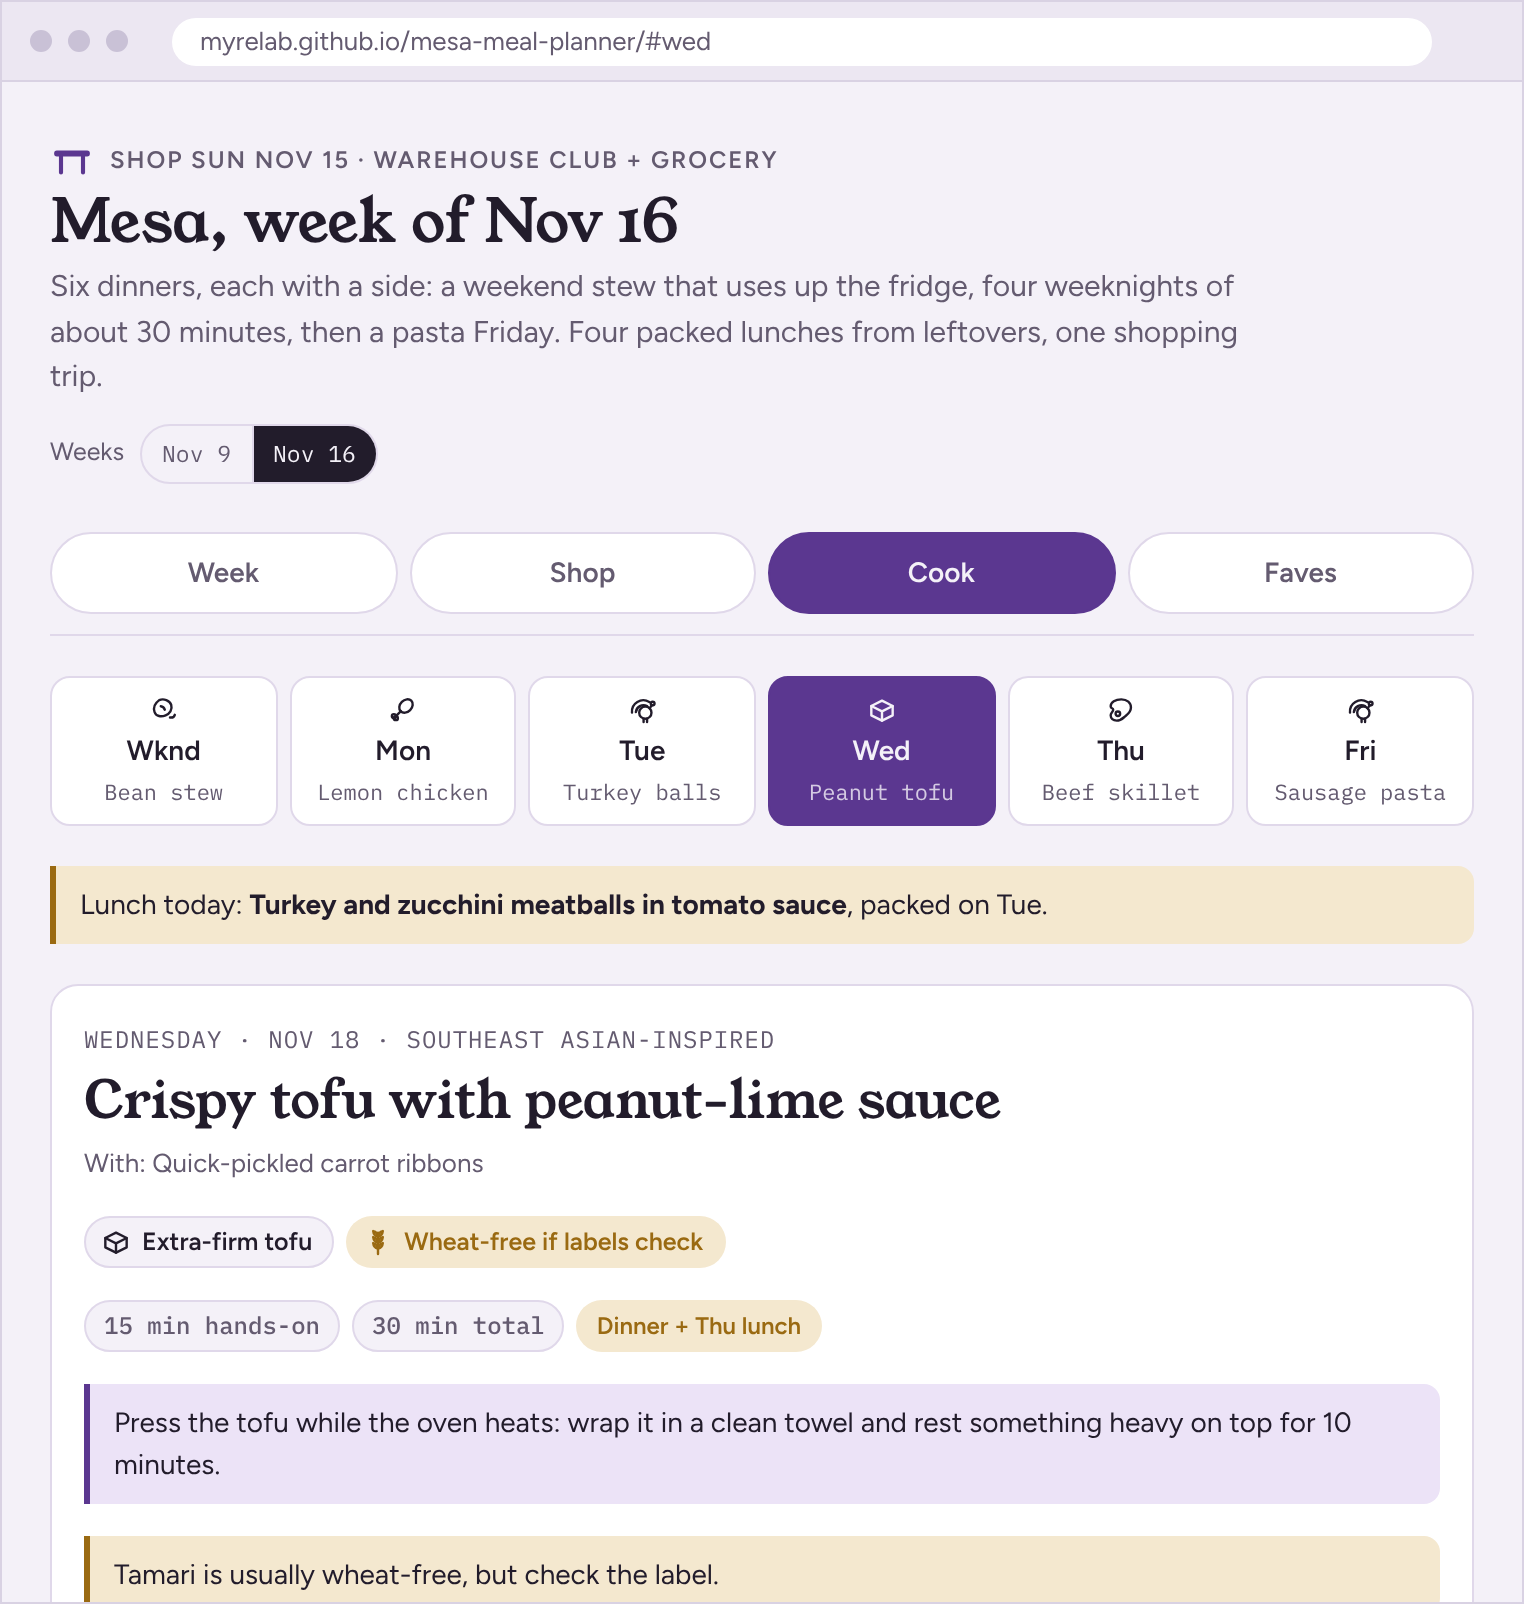 myrelab.github.io/mesa-meal-planner/#wed
SHOP SUN NOV 15 · WAREHOUSE CLUB + GROCERY
Mesa, week of Nov 16
Six dinners, each with a side: a weekend stew that uses up the fridge, four weeknights of
about 30 minutes, then a pasta Friday. Four packed lunches from leftovers, one shopping
trip.
Weeks Nov 9 Nov 16
Week Shop Cook Faves
Wknd Mon Tue Wed Thu Fri
Bean stew Lemon chicken Turkey balls Peanut tofu Beef skillet Sausage pasta
Lunch today: Turkey and zucchini meatballs in tomato sauce, packed on Tue.
WEDNESDAY · NOV 18 · SOUTHEAST ASIAN-INSPIRED
Crispy tofu with peanut-lime sauce
With: Quick-pickled carrot ribbons
Extra-firm tofu Wheat-free if labels check
15 min hands-on 30 min total Dinner + Thu lunch
Press the tofu while the oven heats: wrap it in a clean towel and rest something heavy on top for 10
minutes.
Tamari is usually wheat-free, but check the label.